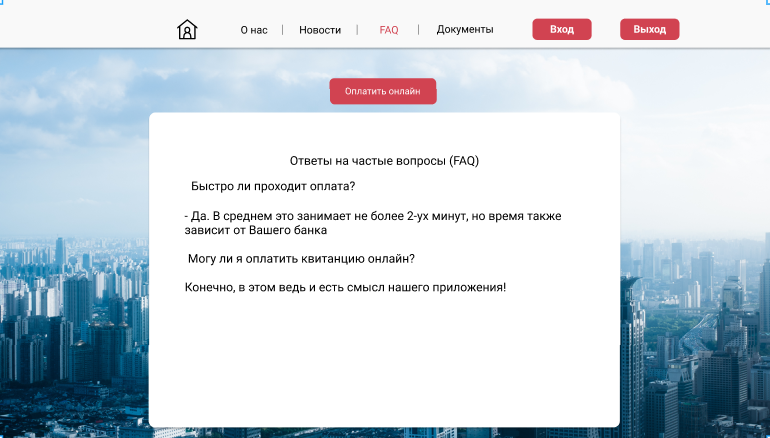 О нас | Новости | FAQ | Документы Вход Выход
Оплатить онлайн
Ответы на частые вопросы (FAQ)
Быстро ли проходит оплата?
- Да. В среднем это занимает не более 2-ух минут, но время также
зависит от Вашего банка
Могу ли я оплатить квитанцию онлайн?
Конечно, в этом ведь и есть смысл нашего приложения!